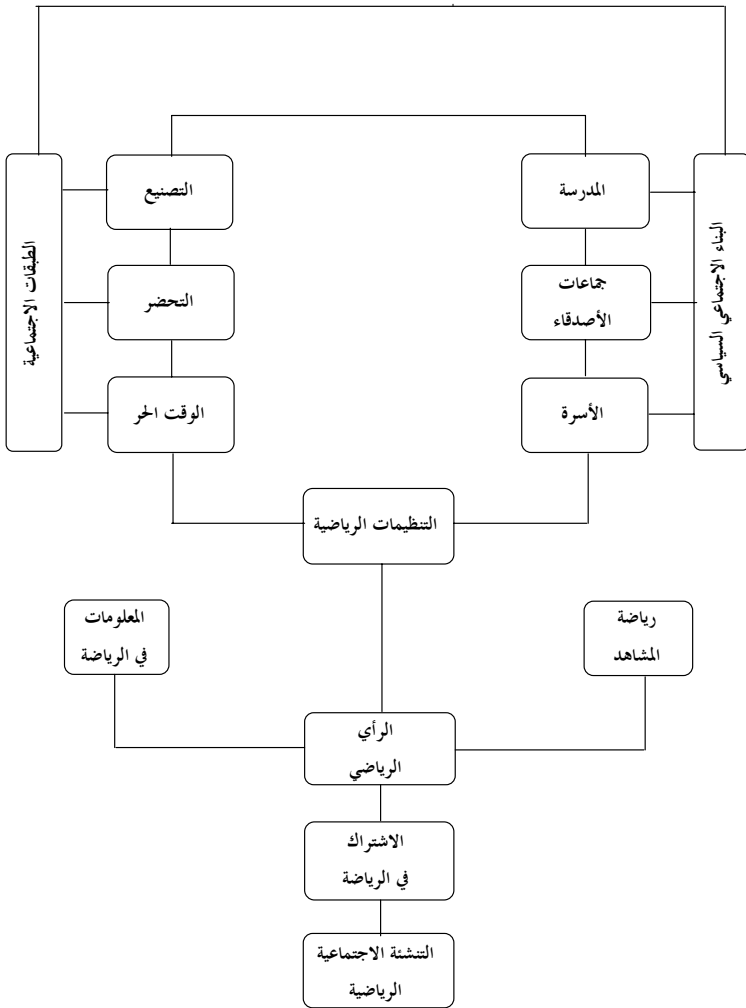 المدرسة
التصنيع
البناء الاجتماعي السياسي
الطبقات الاجتماعية
جماعات
الأصدقاء
التحضر
الأسرة
الوقت الحر
التنظيمات الرياضية
رياضة
المشاهد
المعلومات
في الرياضة
الرأي
الرياضي
الاشتراك
في الرياضة
التنشئة الاجتماعية
الرياضية